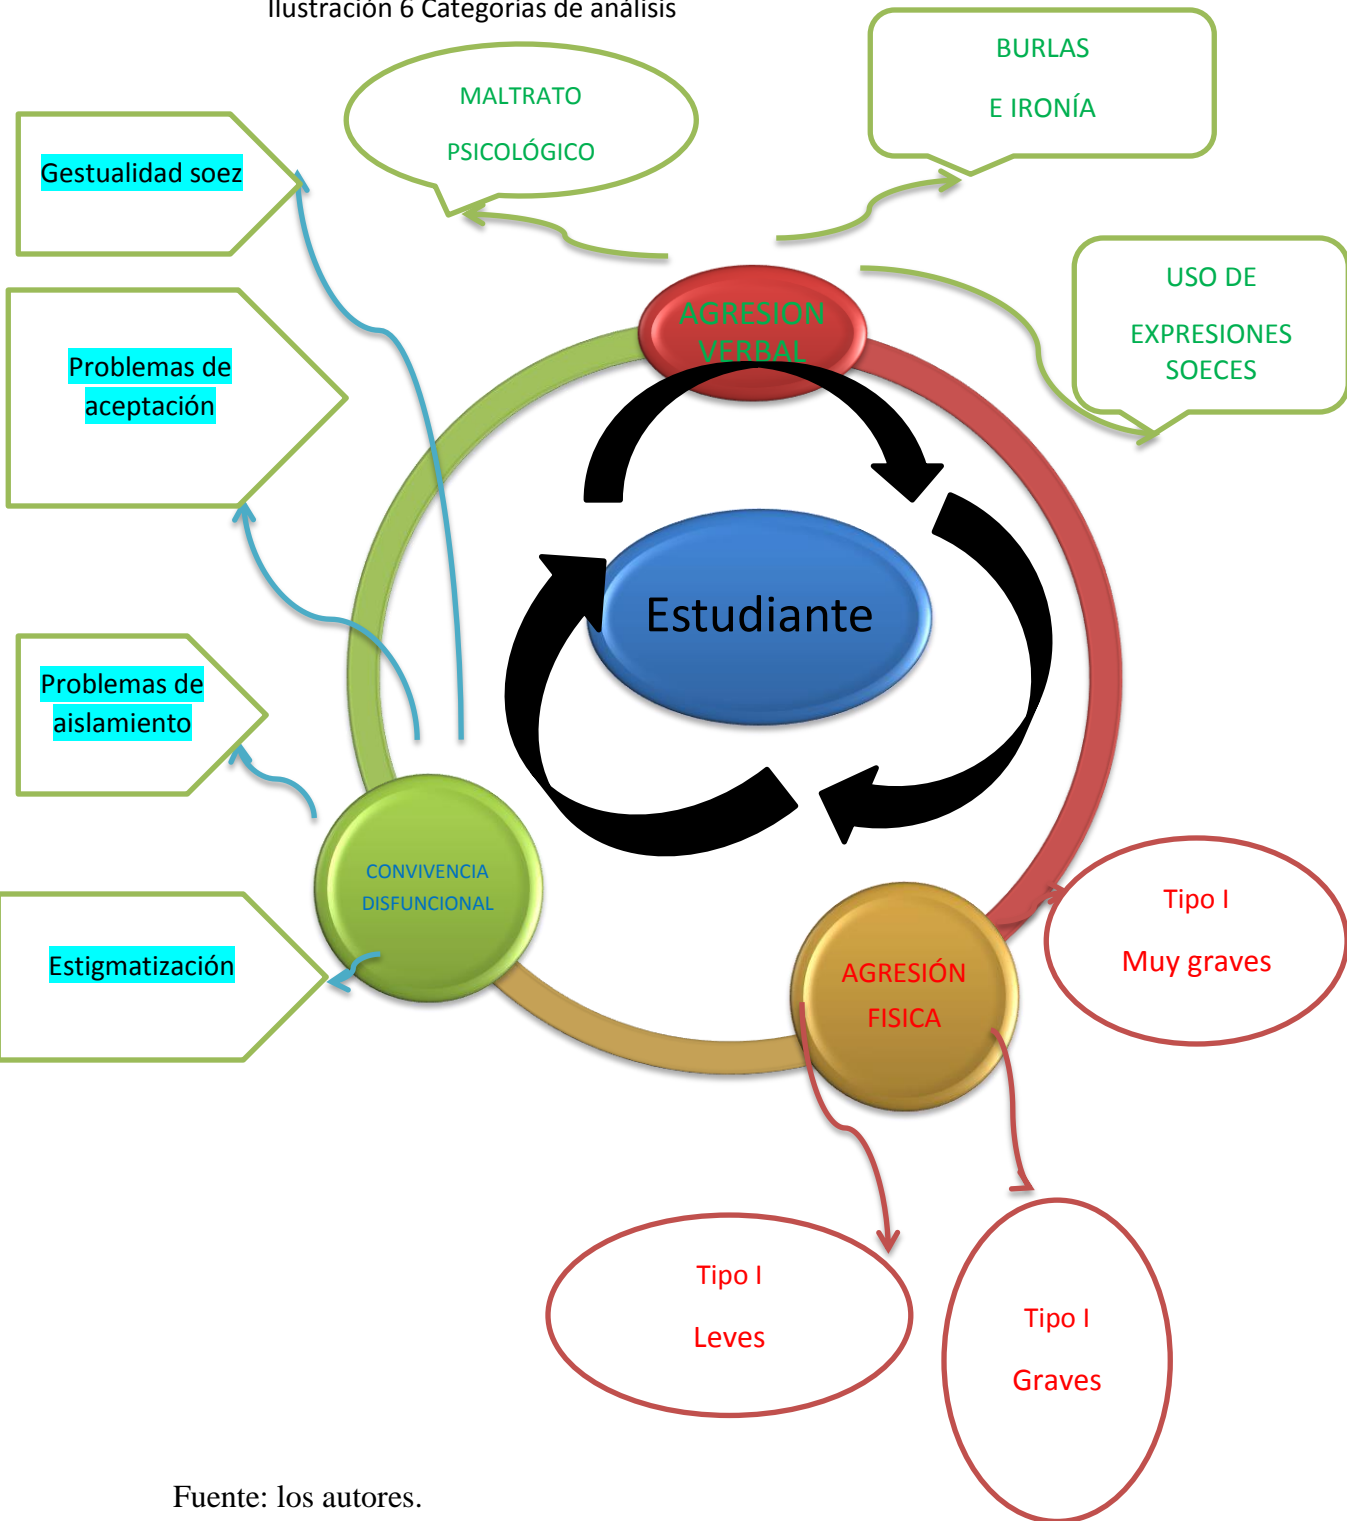 Ilustración 6 Categorias de análisis
MALTRATO
PSICOLÓGICO
BURLAS
E IRONÍA
USO DE
EXPRESIONES
SOECES
Gestualidad soez
Problemas de
aceptación
Problemas de
aislamiento
Estigmatización
AGRESION
VERBAL
Estudiante
CONVIVENCIA
DISFUNCIONAL
AGRESIÓN
FISICA
Tipo I
Muy graves
Tipo I
Leves
Tipo I
Graves
Fuente: los autores.